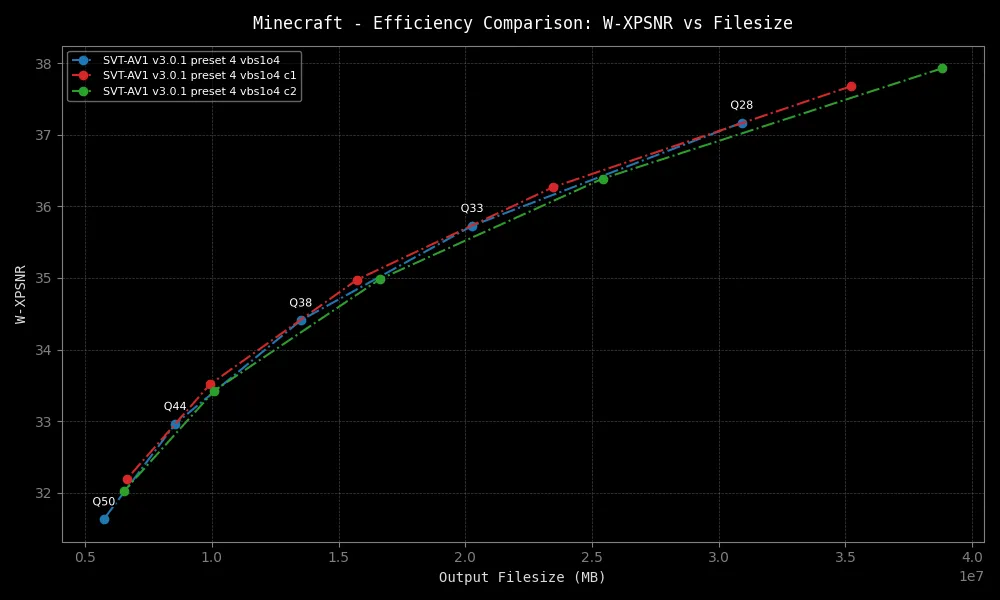 Minecraft - Efficiency Comparison: W-XPSNR vs Filesize
SVT-AV1 v3.0.1 preset 4 vbs1o4
SVT-AV1 v3.0.1 preset 4 vbs1o4 c1
SVT-AV1 v3.0.1 preset 4 vbs1o4 c2
38
37
36
35
34
33
32
W-XPSNR
Q28
Q33
Q38
Q44
Q50
0.5 1.0 1.5 2.0 2.5 3.0 3.5 4.0
1e7
Output Filesize (MB)